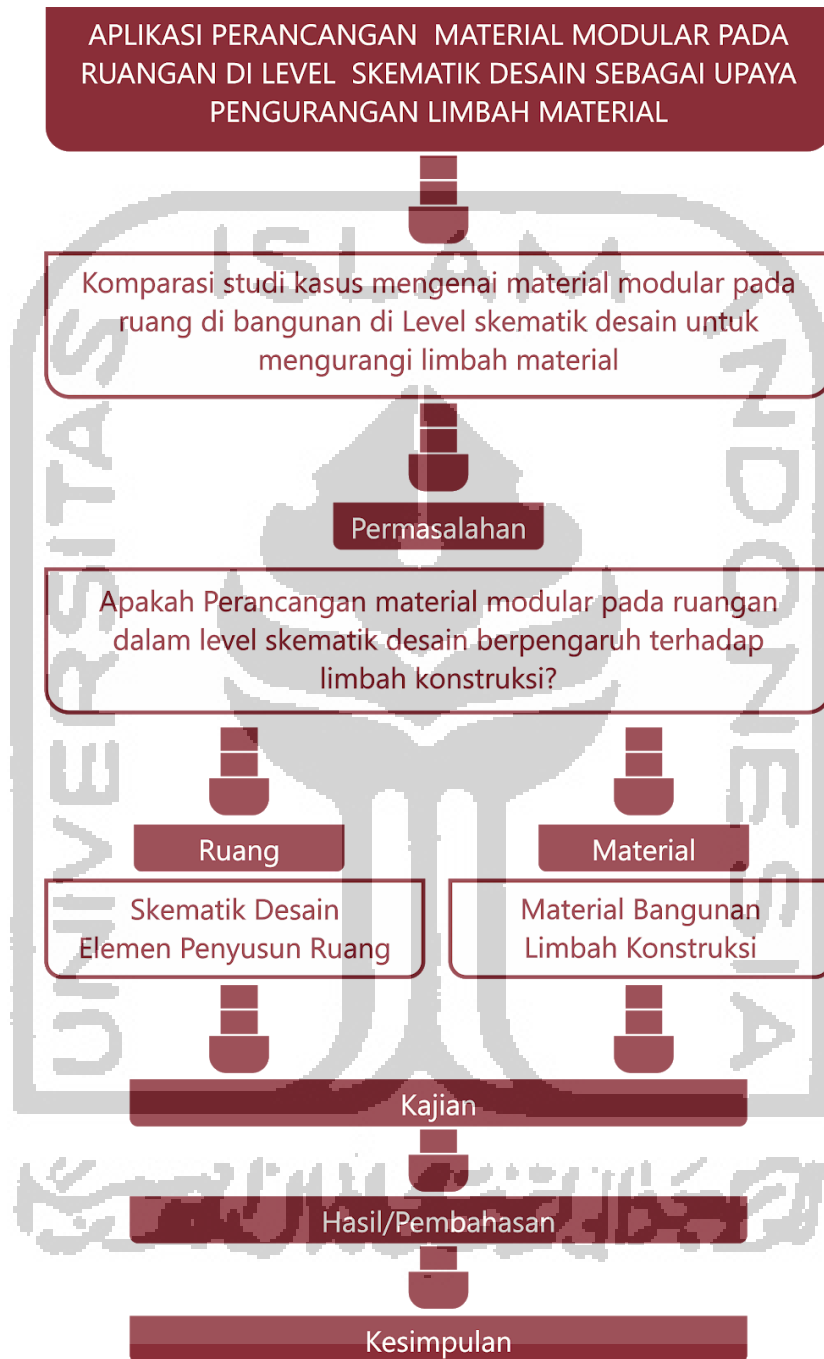 APLIKASI PERANCANGAN MATERIAL MODULAR PADA
RUANGAN DI LEVEL SKEMATIK DESAIN SEBAGAI UPAYA
PENGURANGAN LIMBAH MATERIAL
Komparasi studi kasus mengenai material modular pada
ruang di bangunan di Level skematik desain untuk
mengurangi limbah material
Permasalahan
Apakah Perancangan material modular pada ruangan
dalam level skematik desain berpengaruh terhadap
limbah konstruksi?
Ruang
Material
Skematik Desain
Elemen Penyusun Ruang
Material Bangunan
Limbah Konstruksi
Kajian
Hasil/Pembahasan
Kesimpulan
UNIVERSITAS
ISLAM
INDONESIA